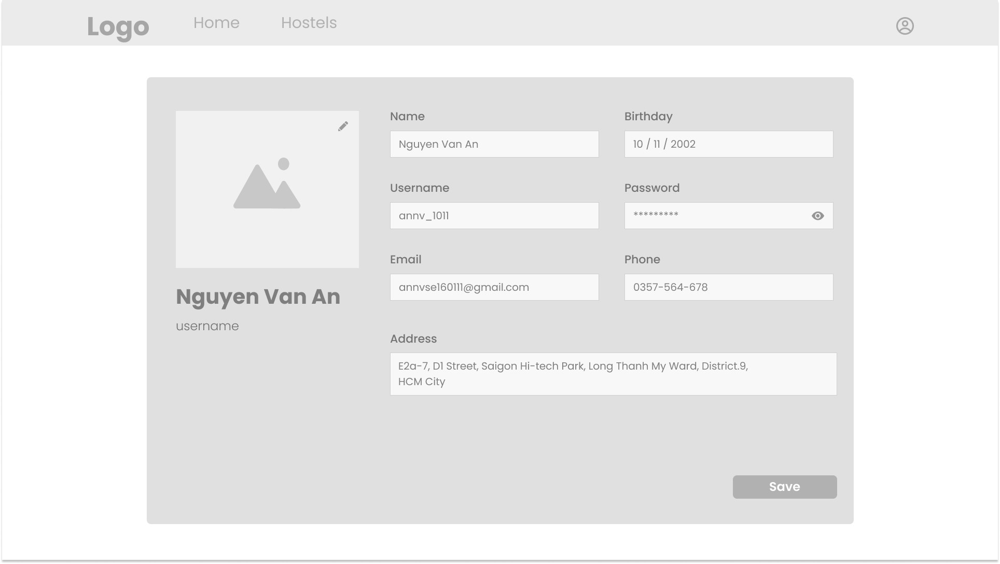 Logo
Home
Hostels
Name
Nguyen Van An
Birthday
10 / 11 / 2002
Username
annv_1011
Password
*********
Email
annvse160111@gmail.com
Phone
0357-564-678
Nguyen Van An
username
Address
E2a-7, D1 Street, Saigon Hi-tech Park, Long Thanh My Ward, District.9,
HCM City
Save